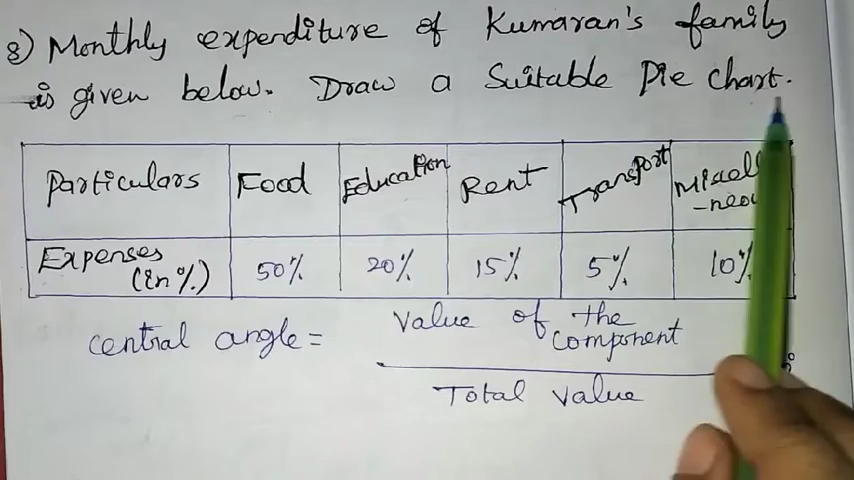 8) Monthly expenditure of Kumaran's family
is given below. Draw a Suitable Pie chart.
Particulars Food Education Rent Transport
Expenses (in %) 50% 20% 15% 5% 10%
central angle = Value of the component
Total value